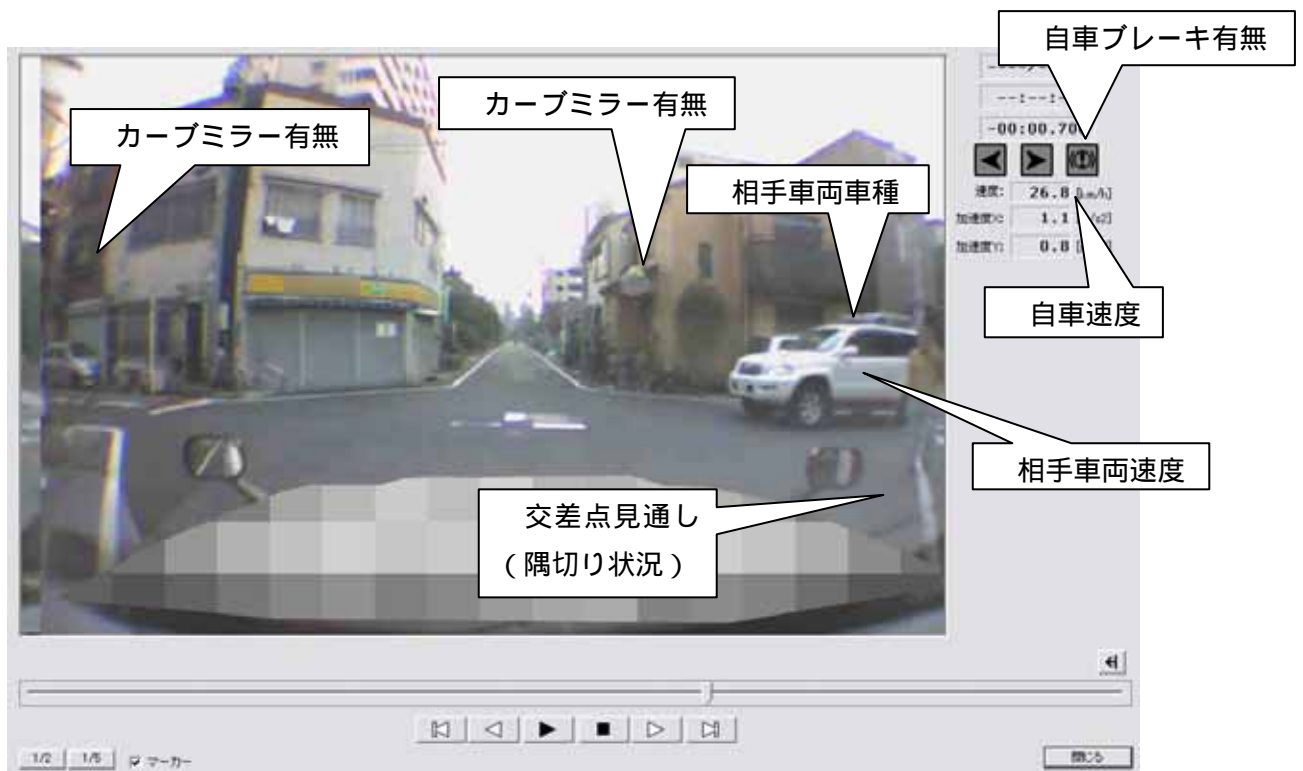 自車ブレーキ有無
カーブミラー有無
カーブミラー有無
相手車両車種
--:--:-
-00:00.70
速度: 26.8 [km/h]
加速度X: 1.1
加速度Y: 0.8
自車速度
相手車両速度
交差点見通し
(隅切り状況)
1/2 1/5 マーカー
閉じる